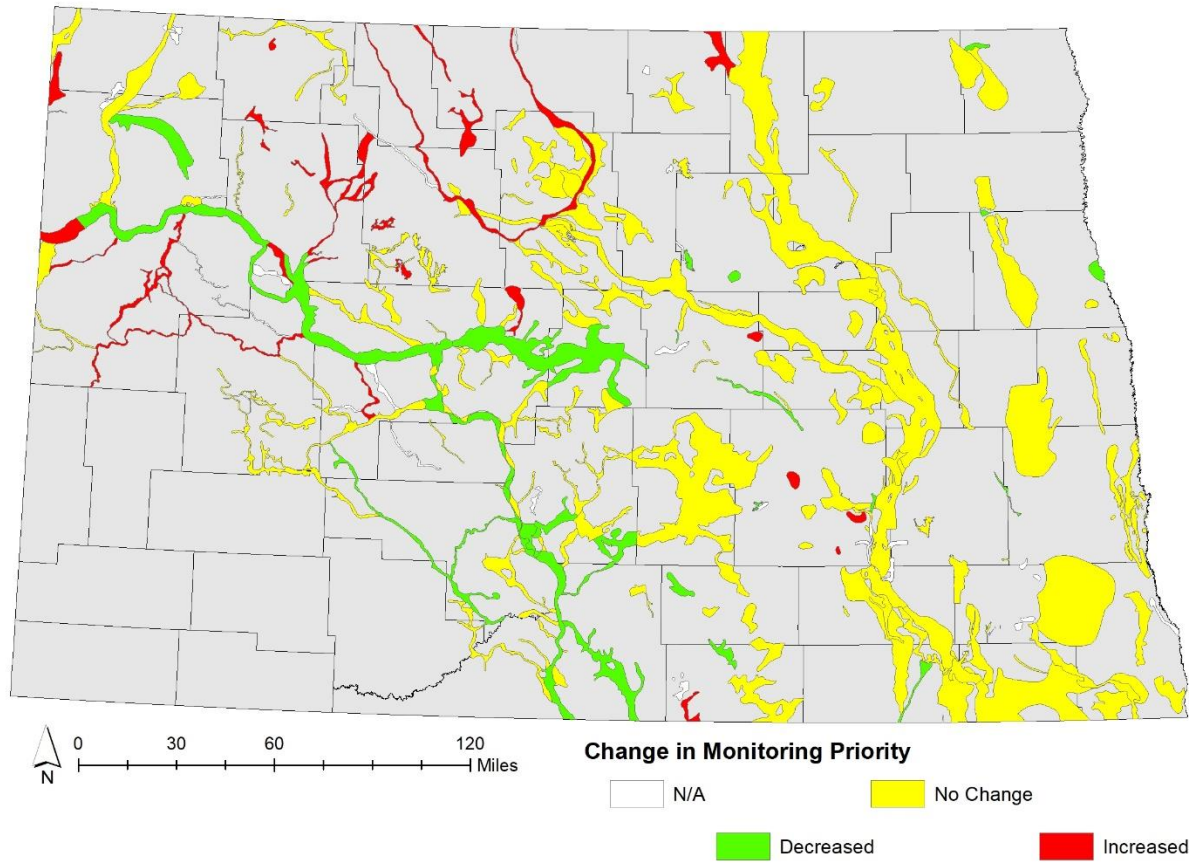 N
0 30 60 120
Miles
Change in Monitoring Priority
N/A
No Change
Decreased
Increased